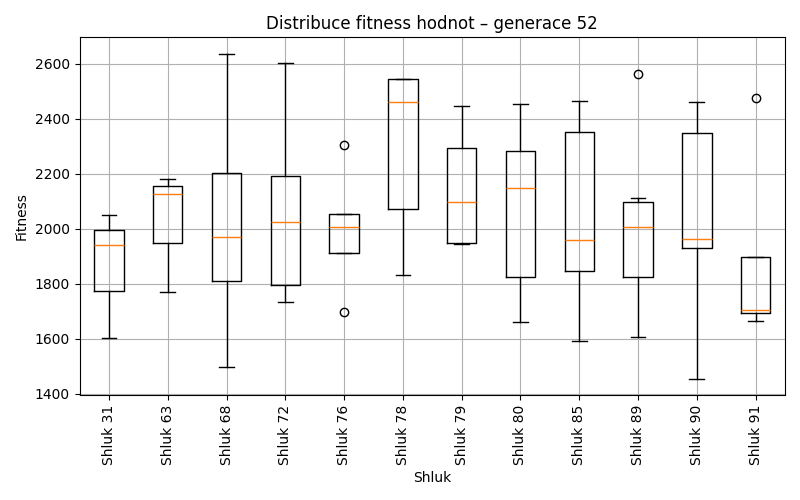 Distribuce fitness hodnot – generace 52
Fitness
2600
2400
2200
2000
1800
1600
1400
Shluk 31
Shluk 63
Shluk 68
Shluk 72
Shluk 76
Shluk 78
Shluk 79
Shluk 80
Shluk 85
Shluk 89
Shluk 90
Shluk 91
Shluk